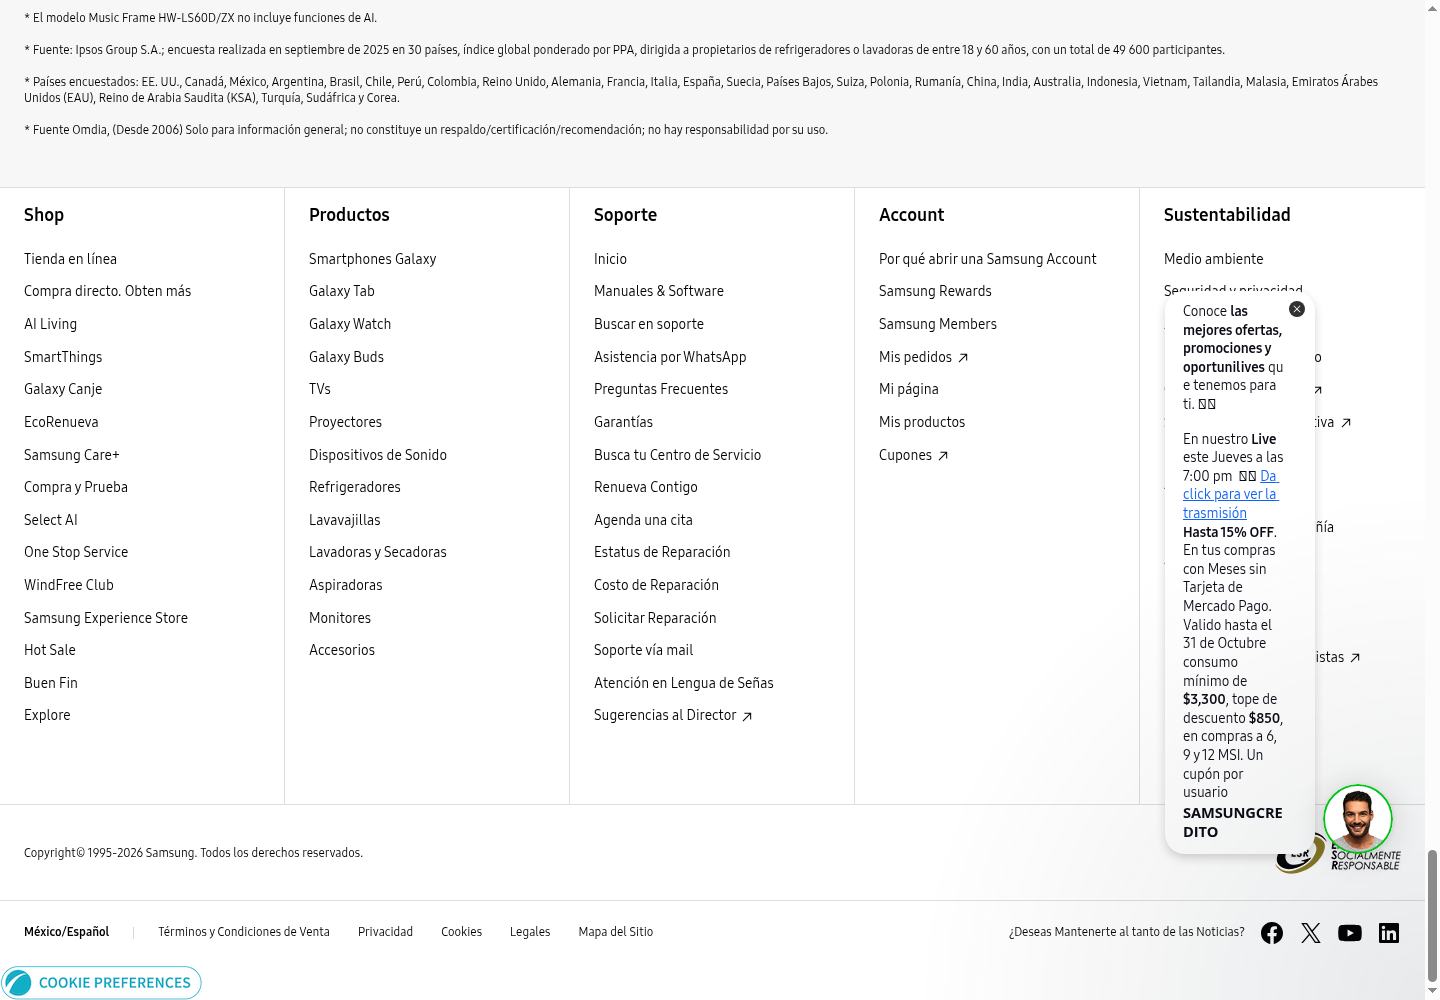 * El modelo Music Frame HW-LS60D/ZX no incluye funciones de AI.
* Fuente: Ipsos Group S.A.; encuesta realizada en septiembre de 2025 en 30 países, índice global ponderado por PPA, dirigida a propietarios de refrigeradores o lavadoras de entre 18 y 60 años, con un total de 49 600 participantes.
* Países encuestados: EE. UU., Canadá, México, Argentina, Brasil, Chile, Perú, Colombia, Reino Unido, Alemania, Francia, Italia, España, Suecia, Países Bajos, Suiza, Polonia, Rumanía, China, India, Australia, Indonesia, Vietnam, Tailandia, Malasia, Emiratos Árabes
Unidos (EAU), Reino de Arabia Saudita (KSA), Turquía, Sudáfrica y Corea.
* Fuente Omdia, (Desde 2006) Solo para información general; no constituye un respaldo/certificación/recomendación; no hay responsabilidad por su uso.
Shop
Tienda en línea
Compra directo. Obten más
AI Living
SmartThings
Galaxy Canje
EcoRenueva
Samsung Care+
Compra y Prueba
Select AI
One Stop Service
WindFree Club
Samsung Experience Store
Hot Sale
Buen Fin
Explore
Productos
Smartphones Galaxy
Galaxy Tab
Galaxy Watch
Galaxy Buds
TVs
Proyectores
Dispositivos de Sonido
Refrigeradores
Lavavajillas
Lavadoras y Secadoras
Aspiradoras
Monitores
Accesorios
Soporte
Inicio
Manuales & Software
Buscar en soporte
Asistencia por WhatsApp
Preguntas Frecuentes
Garantías
Busca tu Centro de Servicio
Renueva Contigo
Agenda una cita
Estatus de Reparación
Costo de Reparación
Solicitar Reparación
Soporte vía mail
Atención en Lengua de Señas
Sugerencias al Director
Account
Por qué abrir una Samsung Account
Samsung Rewards
Samsung Members
Mis pedidos
Mi página
Mis productos
Cupones
Sustentabilidad
Medio ambiente
Seguridad y privacidad
Conoce las
mejores ofertas,
promociones y
oportunilives qu
e tenemos para
ti.
En nuestro Live
este Jueves a las
7:00 pm Da
click para ver la
trasmisión
Hasta 15% OFF.
En tus compras
con Meses sin
Tarjeta de
Mercado Pago.
Valido hasta el
31 de Octubre
consumo
mínimo de
$3,300, tope de
descuento $850,
en compras a 6,
9 y 12 MSI. Un
cupón por
usuario
SAMSUNGCRE
DITO
SOCIALMENTE
RESPONSABLE
Copyright© 1995-2026 Samsung. Todos los derechos reservados.
México/Español
Términos y Condiciones de Venta
Privacidad
Cookies
Legales
Mapa del Sitio
¿Deseas Mantenerte al tanto de las Noticias?
COOKIE PREFERENCES